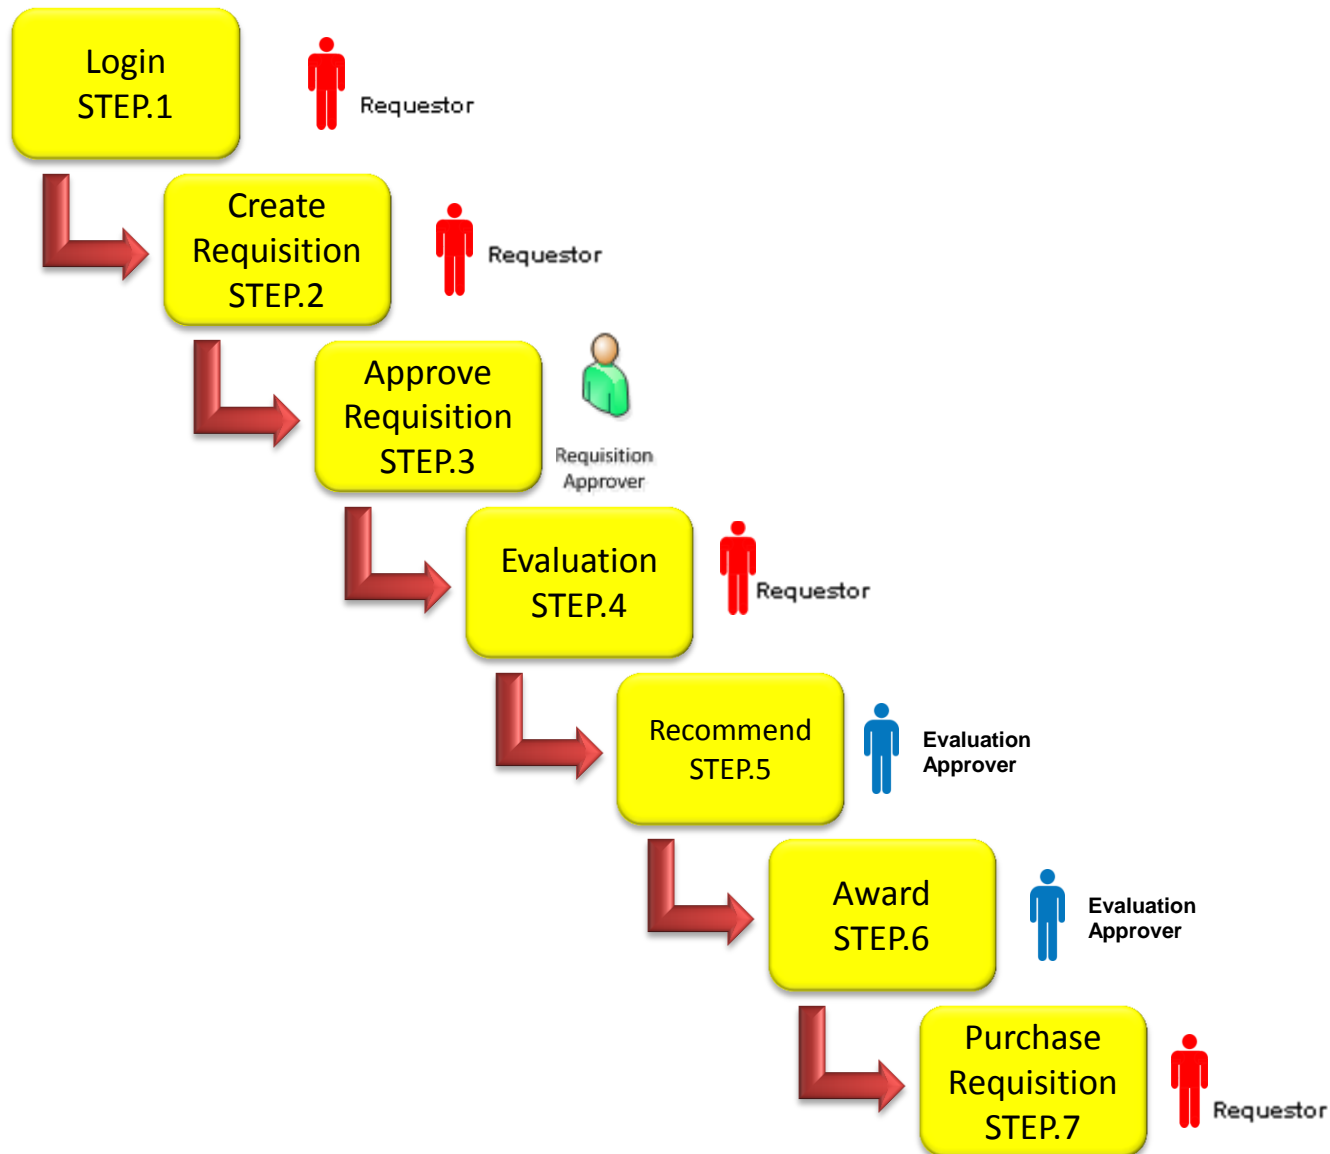 Login
STEP.1
Requestor
Create
Requisition
STEP.2
Requestor
Approve
Requisition
STEP.3
Requisition
Approver
Evaluation
STEP.4
Requestor
Recommend
STEP.5
Evaluation
Approver
Award
STEP.6
Evaluation
Approver
Purchase
Requisition
STEP.7
Requestor